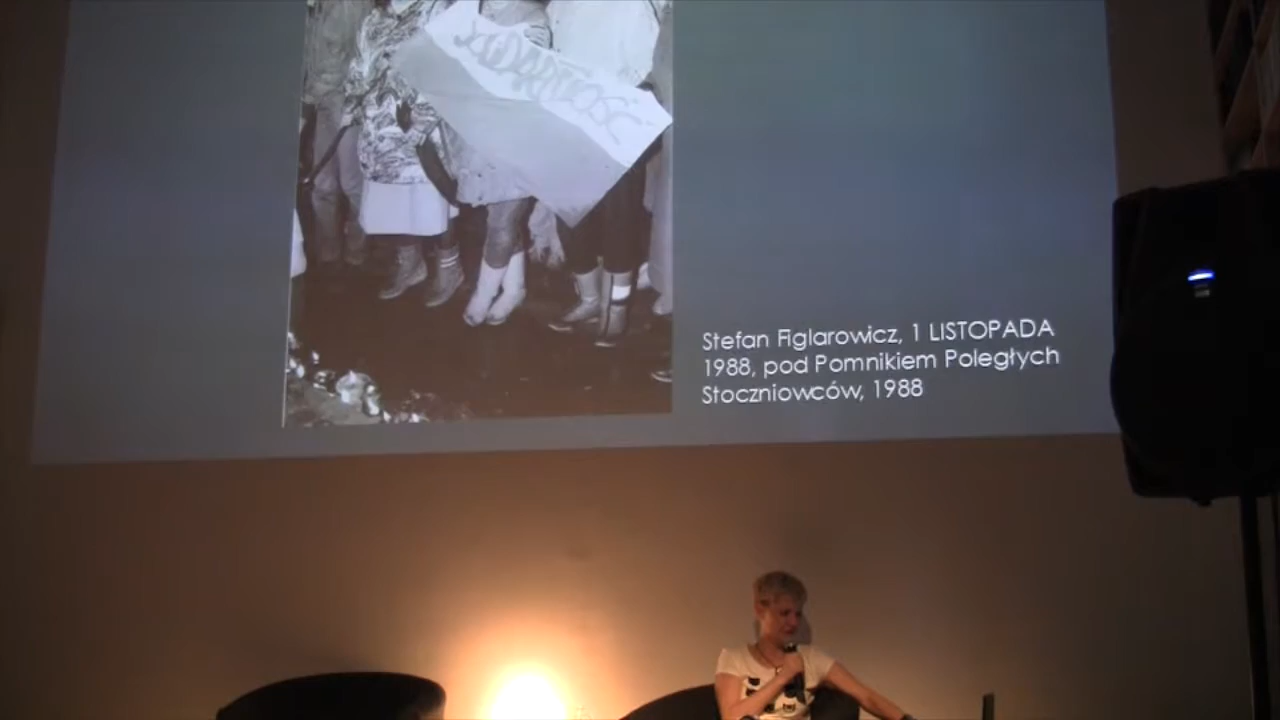 Stefan Figlarowicz, 1 LISTOPADA
1988, pod Pomnikiem Poległych
Stoczniowców, 1988